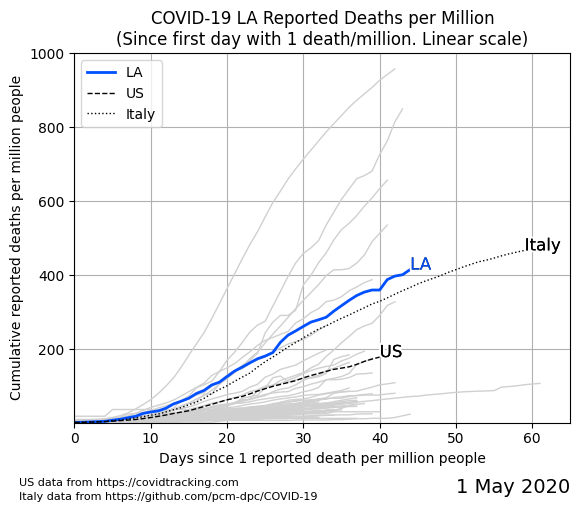 COVID-19 LA Reported Deaths per Million
(Since first day with 1 death/million. Linear scale)
Cumulative reported deaths per million people
1000
800
600
400
200
LA
US
Italy
Italy
LA
US
0
10
20
30
40
50
60
Days since 1 reported death per million people
US data from https://covidtracking.com
Italy data from https://github.com/pcm-dpc/COVID-19
1 May 2020